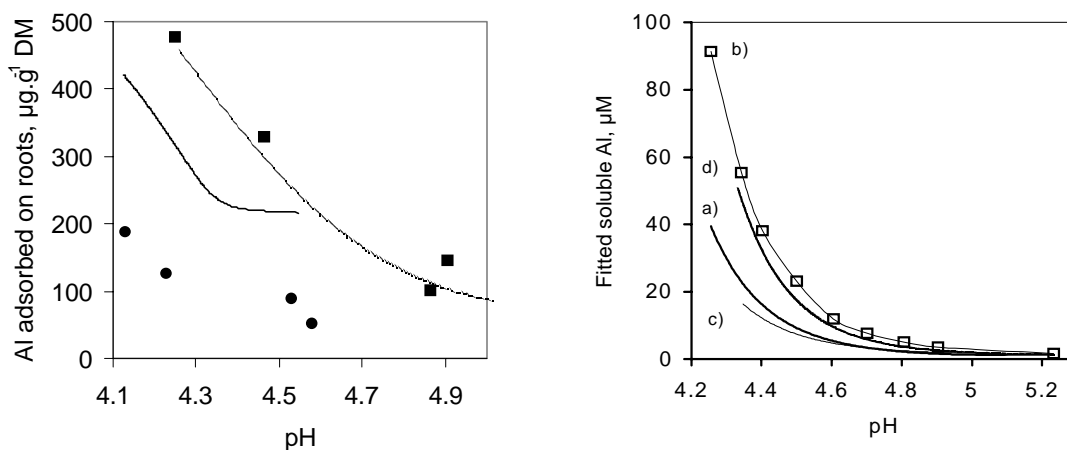 Al adsorbed on roots, µg.g-1 DM
500
400
300
200
100
0
4.1 4.3 4.5 4.7 4.9
pH
Fitted soluble Al, µM
100
80
60
40
20
0
b)
d)
a)
c)
4.2 4.4 4.6 4.8 5 5.2
pH